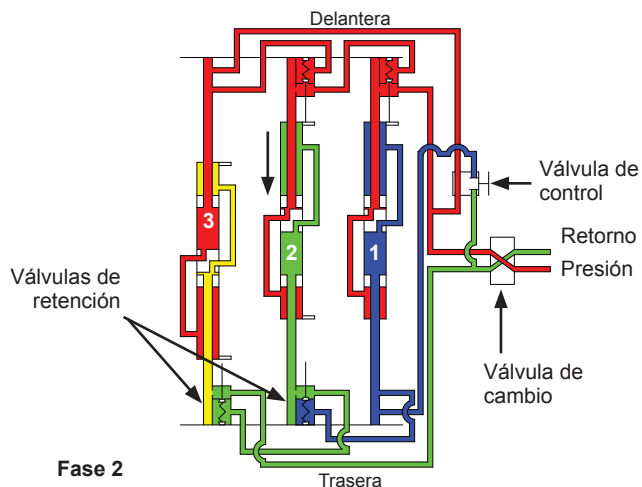 Delantera
Válvula de
control
3
2
1
Retorno
Presión
Válvulas de
retención
Válvula de
cambio
Fase 2
Trasera